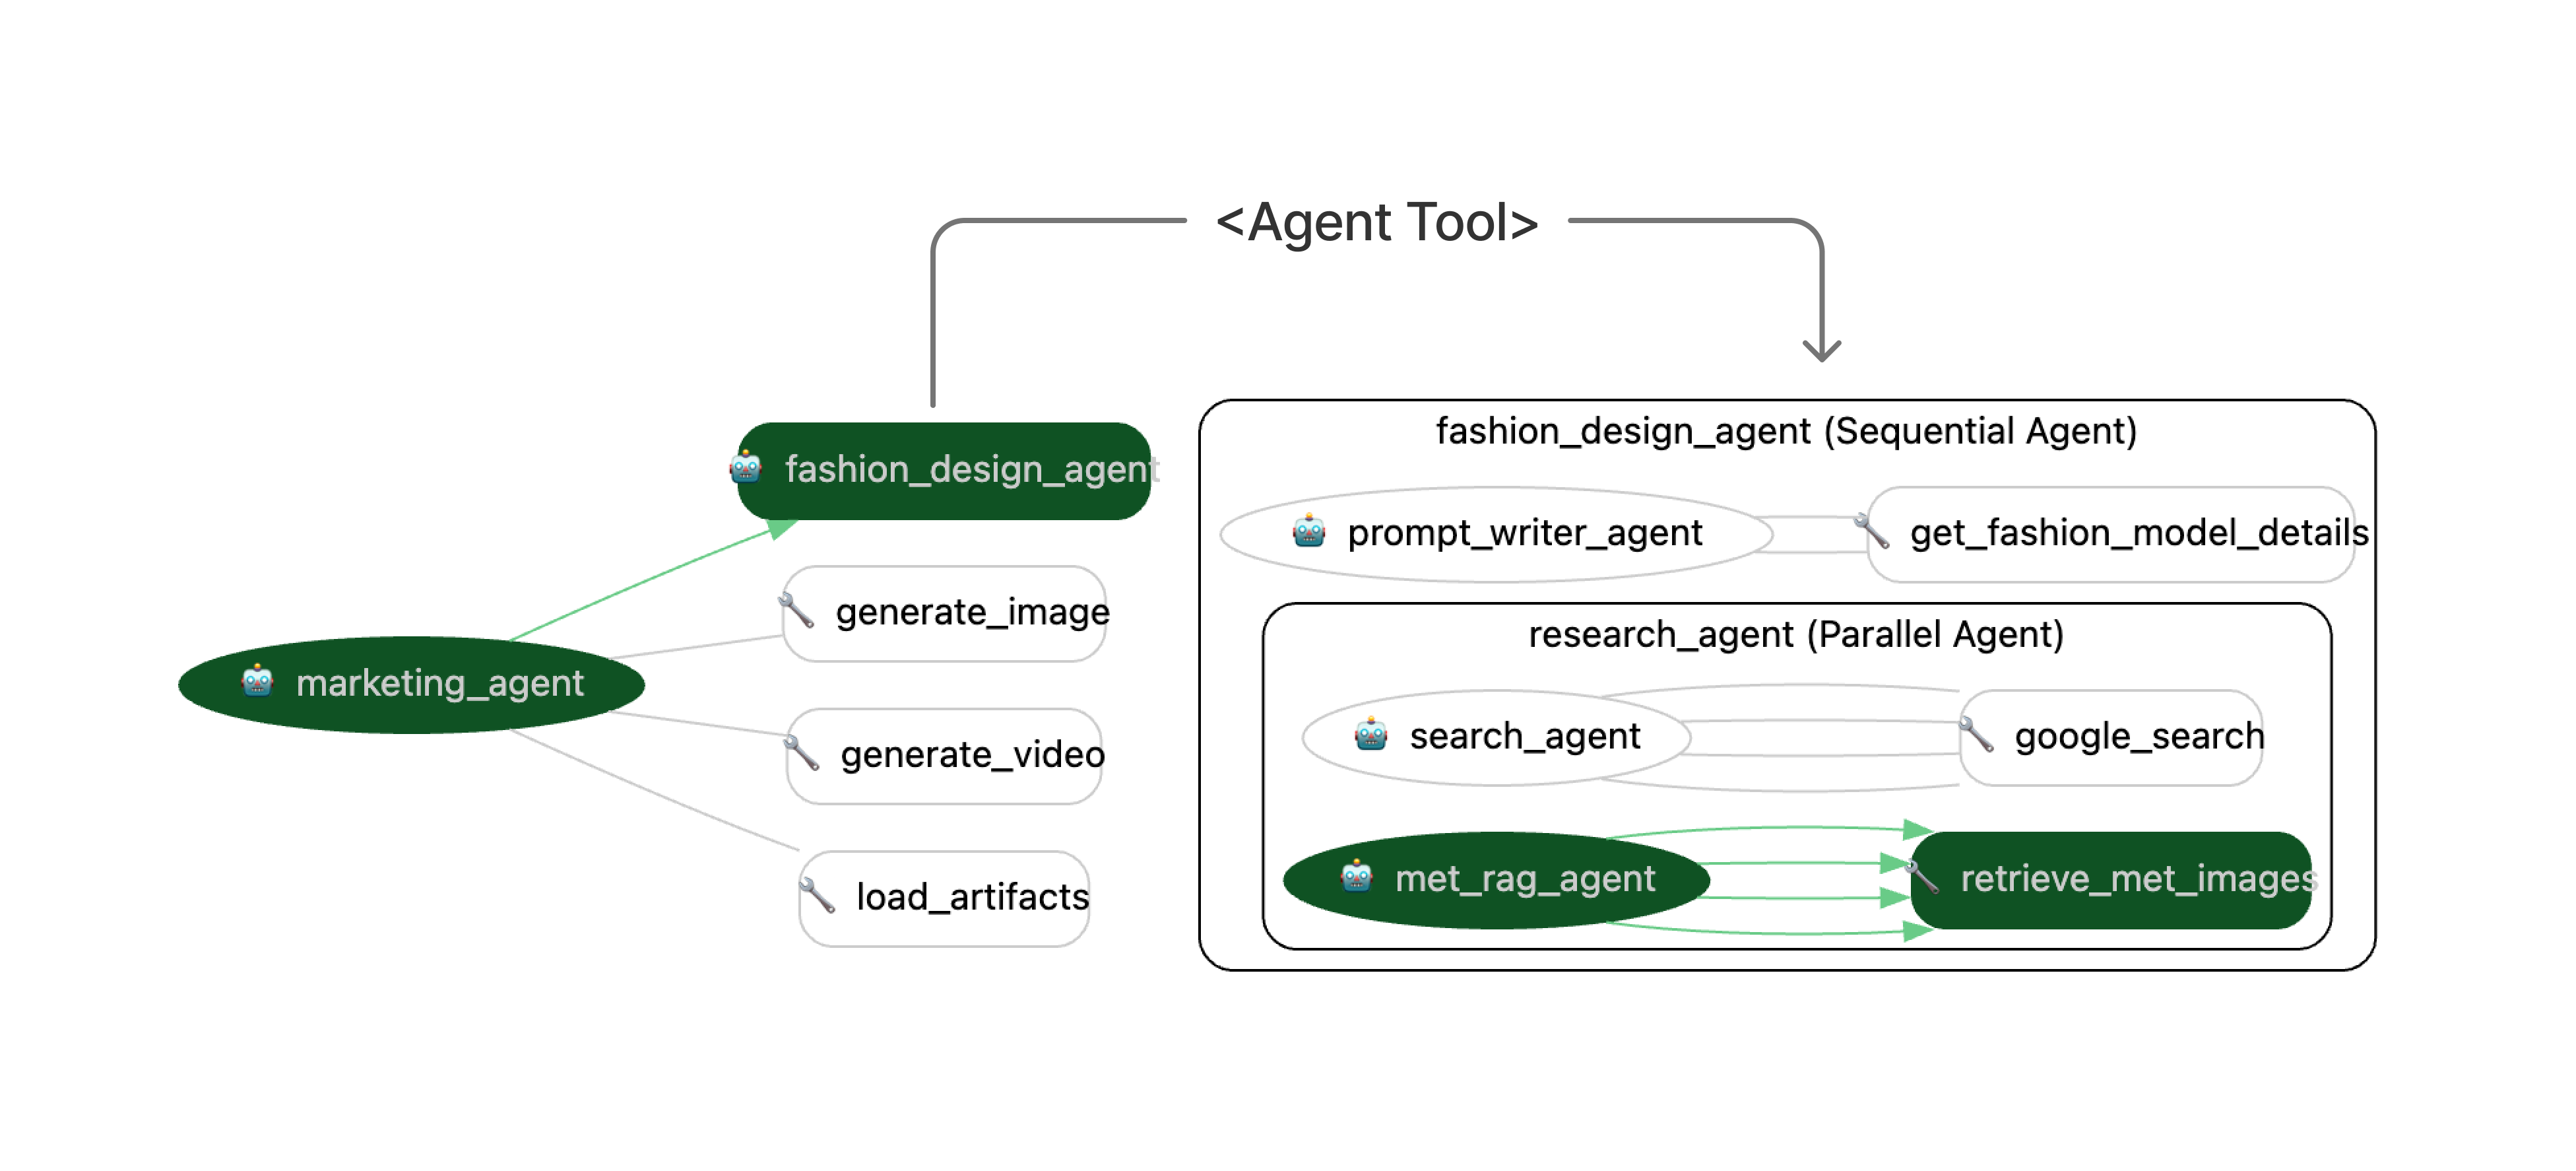 <Agent Tool>
fashion_design_agent
generate_image
marketing_agent
generate_video
load_artifacts
fashion_design_agent (Sequential Agent)
prompt_writer_agent
get_fashion_model_details
research_agent (Parallel Agent)
search_agent
google_search
met_rag_agent
retrieve_met_images